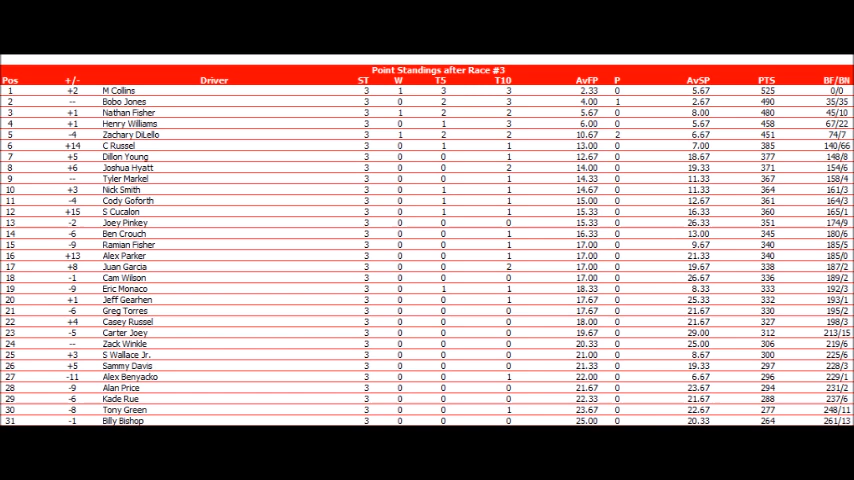 Point Standings after Race #3
Pos +/- Driver ST W T5 T10 AvFP P AvSP PTS BF/BN
1 +2 M Collins 3 1 3 3 2.33 0 5.67 525 0/0
2 -- Bobo Jones 3 0 2 3 4.00 1 2.67 490 35/35
3 +1 Nathan Fisher 3 1 2 2 5.67 0 8.00 480 45/10
4 +1 Henry Williams 3 0 1 3 6.00 0 5.67 458 67/22
5 -4 Zachary DiLello 3 1 2 2 10.67 2 6.67 451 74/7
6 +14 C Russel 3 0 1 1 13.00 0 7.00 385 140/66
7 +5 Dillon Young 3 0 0 1 12.67 0 18.67 377 148/8
8 +6 Joshua Hyatt 3 0 0 2 14.00 0 19.33 371 154/6
9 -- Tyler Markel 3 0 0 1 14.33 0 11.33 367 158/4
10 +3 Nick Smith 3 0 1 1 14.67 0 11.33 364 161/3
11 -4 Cody Goforth 3 0 1 1 15.00 0 12.67 361 164/3
12 +15 S Cucalon 3 0 1 1 15.33 0 16.33 360 165/1
13 -2 Joey Pinkey 3 0 0 0 15.33 0 26.33 351 174/9
14 -6 Ben Crouch 3 0 0 1 16.33 0 13.00 345 180/6
15 -9 Ramian Fisher 3 0 0 1 17.00 0 9.67 340 185/5
16 +13 Alex Parker 3 0 0 1 17.00 0 21.33 340 185/0
17 +8 Juan Garcia 3 0 0 2 17.00 0 19.67 338 187/2
18 -1 Cam Wilson 3 0 0 0 17.00 0 26.67 336 189/2
19 -9 Eric Monaco 3 0 1 1 18.33 0 8.33 333 192/3
20 +1 Jeff Gearhen 3 0 0 1 17.67 0 25.33 332 193/1
21 -6 Greg Torres 3 0 0 0 17.67 0 21.67 330 195/2
22 +4 Casey Russel 3 0 0 0 18.00 0 21.67 327 198/3
23 -5 Carter Joey 3 0 0 0 19.67 0 29.00 312 213/15
24 -- Zack Winkle 3 0 0 0 20.33 0 25.00 306 219/6
25 +3 S Wallace Jr. 3 0 0 0 21.00 0 8.67 300 225/6
26 +5 Sammy Davis 3 0 0 0 21.33 0 19.33 297 228/3
27 -11 Alex Benyacko 3 0 0 1 22.00 0 6.67 296 229/1
28 -9 Alan Price 3 0 0 0 21.67 0 23.67 294 231/2
29 -6 Kade Rue 3 0 0 0 22.33 0 21.67 288 237/6
30 -8 Tony Green 3 0 0 1 23.67 0 22.67 277 248/11
31 -1 Billy Bishop 3 0 0 0 25.00 0 20.33 264 261/13